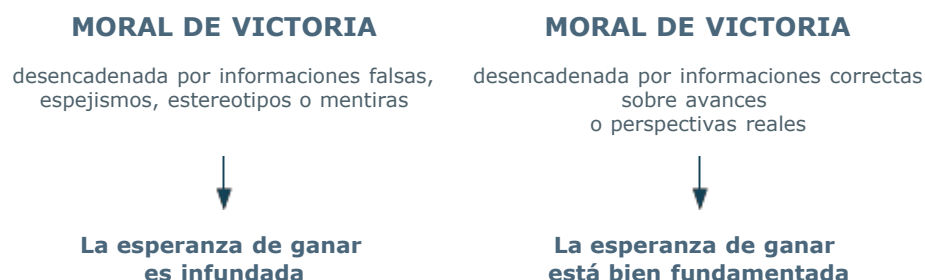 MORAL DE VICTORIA
desencadenada por informaciones falsas,
espejismos, estereotipos o mentiras
La esperanza de ganar
es infundada
MORAL DE VICTORIA
desencadenada por informaciones correctas
sobre avances
o perspectivas reales
La esperanza de ganar
está bien fundamentada